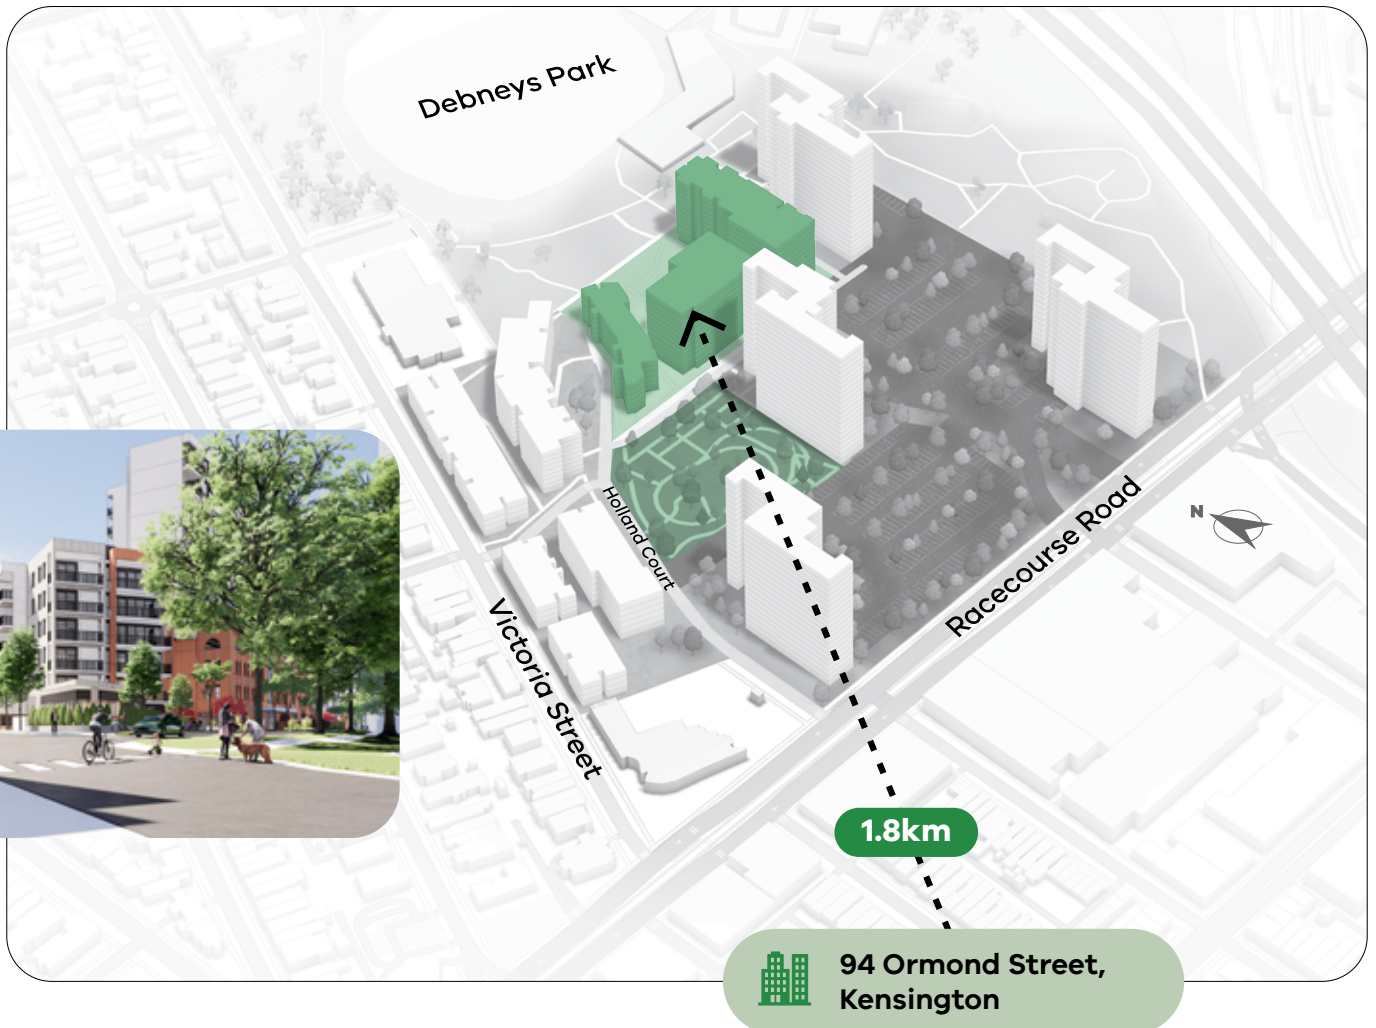 Debneys Park
Holland Court
Victoria Street
Racecourse Road
N
1.8km
94 Ormond Street,
Kensington